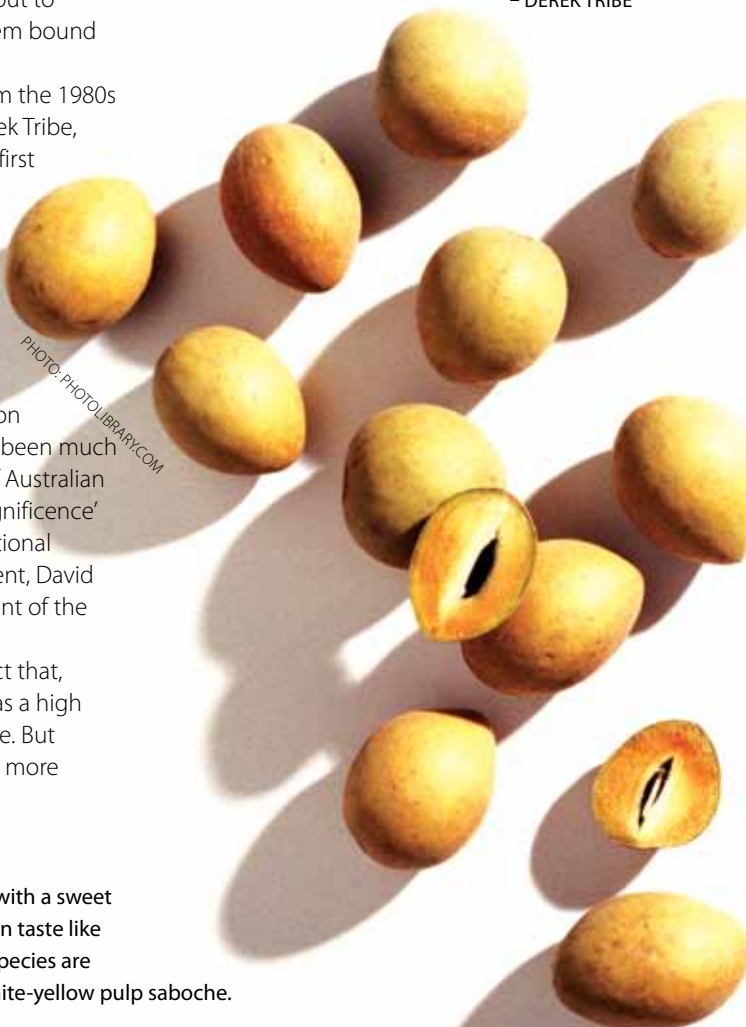 – DEREK TRIBE
em bound
m the 1980s
ek Tribe,
first
PHOTO: PHOTOLIBRARY.COM
on
been much
f Australian
gnificence'
tional
ent, David
nt of the
ct that,
as a high
e. But
more
with a sweet
n taste like
pecies are
ite-yellow pulp saboche.